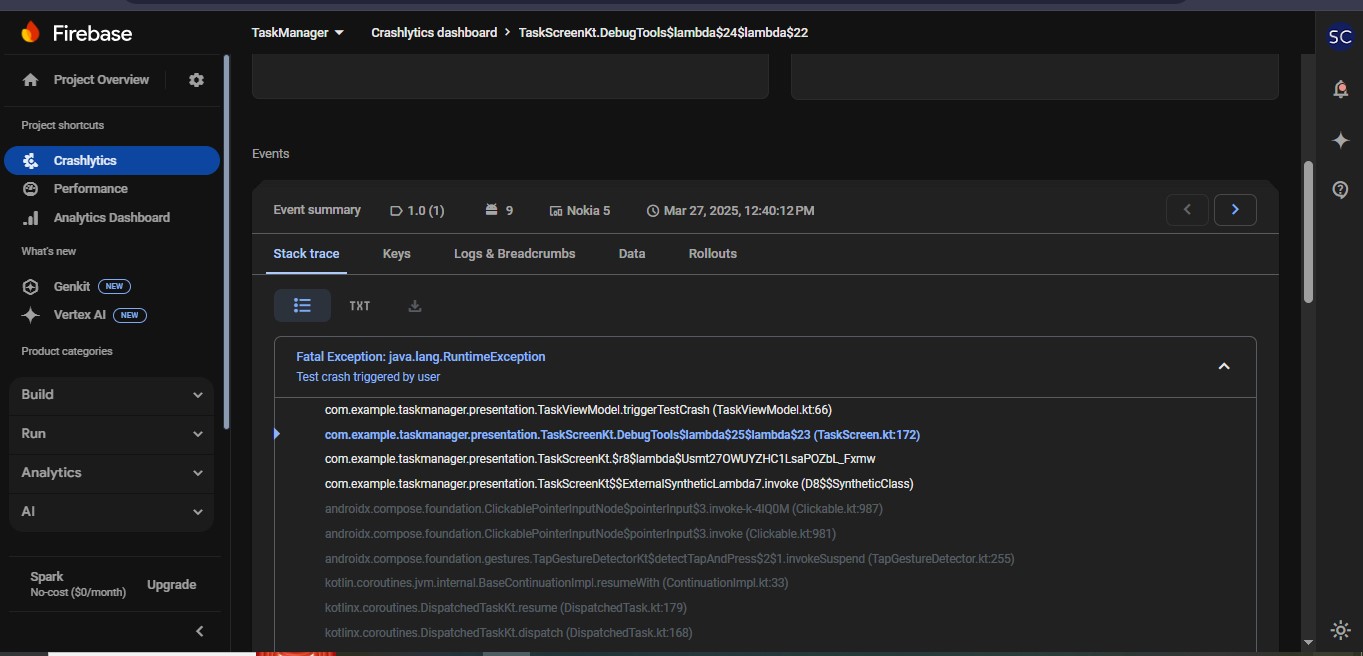 Firebase
TaskManager
Crashlytics dashboard > TaskScreenKt.DebugTools$lambda$24$lambda$22
SC
Project Overview
Project shortcuts
Crashlytics
Performance
Analytics Dashboard
What's new
Genkit NEW
Vertex AI NEW
Product categories
Build
Run
Analytics
AI
Spark
No-cost ($0/month)
Upgrade
Events
Event summary 1.0 (1) 9 Nokia 5 Mar 27, 2025, 12:40:12 PM
Stack trace Keys Logs & Breadcrumbs Data Rollouts
TXT
Fatal Exception: java.lang.RuntimeException
Test crash triggered by user
com.example.taskmanager.presentation.TaskViewModel.triggerTestCrash (TaskViewModel.kt:66)
com.example.taskmanager.presentation.TaskScreenKt.DebugTools$lambda$25$lambda$23 (TaskScreen.kt:172)
com.example.taskmanager.presentation.TaskScreenKt.$r8$lambda$Usmt27OWUYZHC1LsaPOZbL_Fxmw
com.example.taskmanager.presentation.TaskScreenKt$$ExternalSyntheticLambda7.invoke (D8$$SyntheticClass)
androidx.compose.foundation.ClickablePointerInputNode$pointerInput$3.invoke-k-4lQ0M (Clickable.kt:987)
androidx.compose.foundation.ClickablePointerInputNode$pointerInput$3.invoke (Clickable.kt:981)
androidx.compose.foundation.gestures.TapGestureDetectorKt$detectTapAndPress$2$1.invokeSuspend (TapGestureDetector.kt:255)
kotlin.coroutines.jvm.internal.BaseContinuationImpl.resumeWith (ContinuationImpl.kt:33)
kotlinx.coroutines.DispatchedTaskKt.resume (DispatchedTask.kt:179)
kotlinx.coroutines.DispatchedTaskKt.dispatch (DispatchedTask.kt:168)